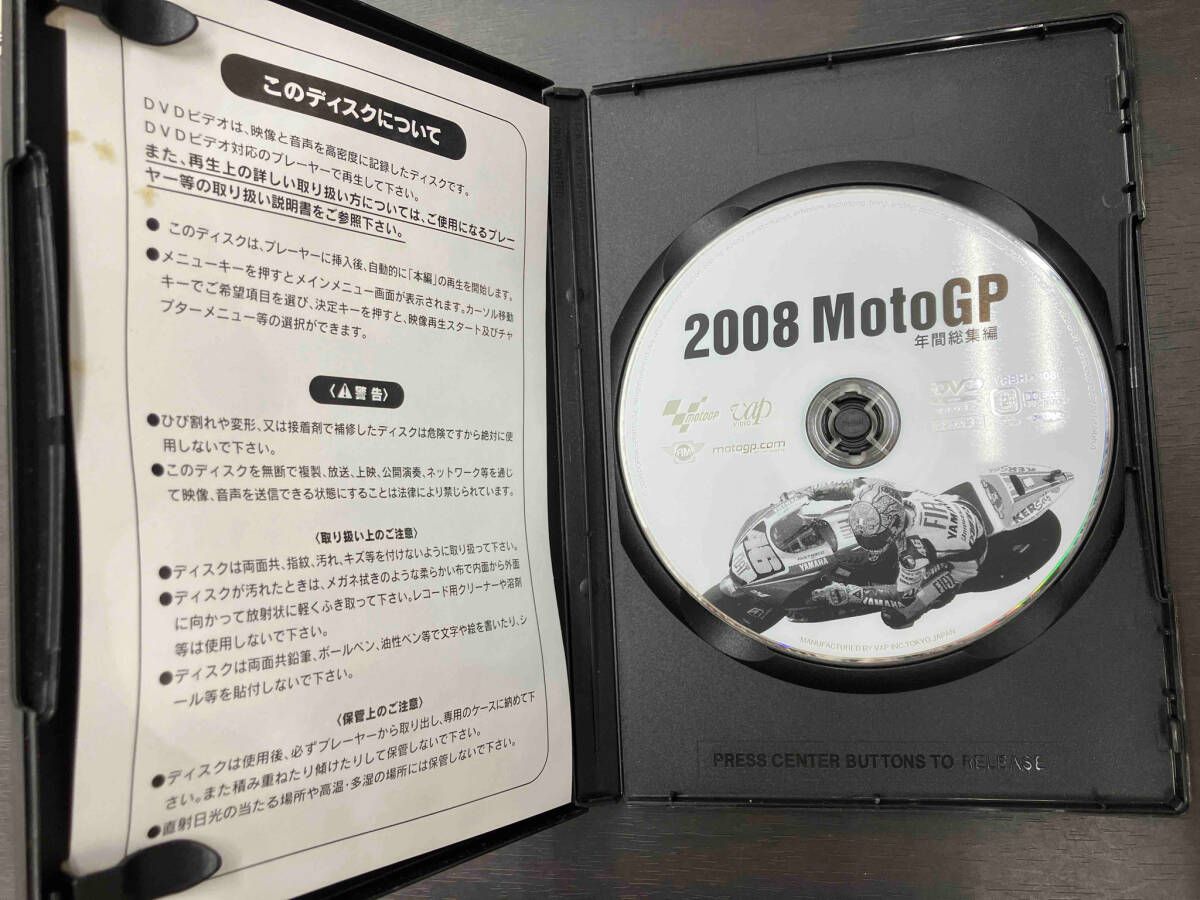 このディスクについて
DVDビデオは、映像と音声を高密度に記録したディスクです。
DVDビデオ対応のプレーヤーで再生して下さい。
また、再生上の詳しい取り扱い方については、ご使用になるプレー
ヤー等の取り扱い説明書をご参照下さい。
● このディスクは、プレーヤーに挿入後、自動的に「本編」の再生を開始します。
●メニューキーを押すとメインメニュー画面が表示されます。カーソル移動
キーでご希望項目を選び、決定キーを押すと、映像再生スタート及びチャ
プターメニュー等の選択ができます。
〈⚠警告〉
●ひび割れや変形、又は接着剤で補修したディスクは危険ですから絶対に使
用しないで下さい。
●このディスクを無断で複製、放送、上映、公開演奏、ネットワーク等を通じ
て映像、音声を送信できる状態にすることは法律により禁じられています。
〈取り扱い上のご注意〉
●ディスクは両面共、指紋、汚れ、キズ等を付けないように取り扱って下さい。
●ディスクが汚れたときは、メガネ拭きのような柔らかい布で内面から外面
に向かって放射状に軽くふき取って下さい。レコード用クリーナーや溶剤
等は使用しないで下さい。
●ディスクは両面共鉛筆、ボールペン、油性ペン等で文字や絵を書いたり、シ
ール等を貼付しないで下さい。
〈保管上のご注意〉
●ディスクは使用後、必ずプレーヤーから取り出し、専用のケースに納めて下
さい。また積み重ねたり傾けたりして保管しないで下さい。
●直射日光の当たる場所や高温・多湿の場所には保管しないで下さい。
2008 MotoGP
年間総集編
motoGP
vap
VIDEO
motogp.com
DVD
FIAT
YAMAHA
YAMAHA
YAMAHA
FIAT
MANUFACTURED BY VAP INC.TOKYO,JAPAN
PRESS CENTER BUTTONS TO RELEASE